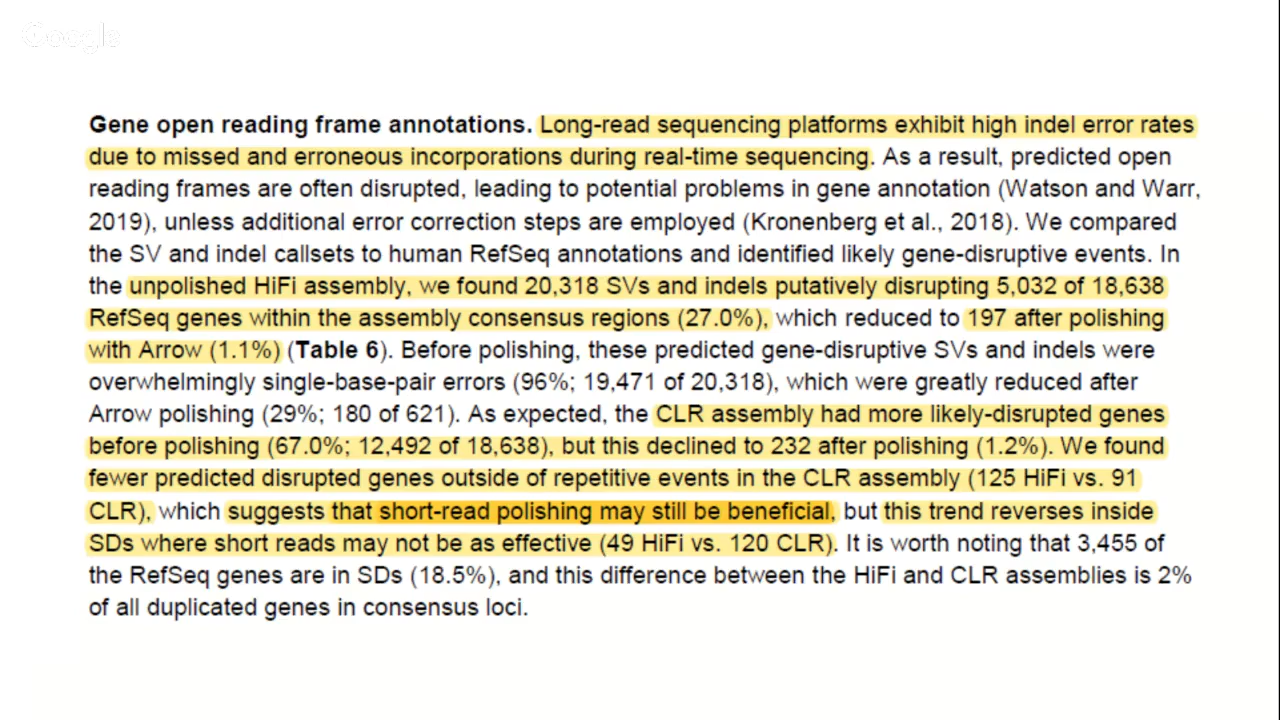 Google
Gene open reading frame annotations. Long-read sequencing platforms exhibit high indel error rates
due to missed and erroneous incorporations during real-time sequencing. As a result, predicted open
reading frames are often disrupted, leading to potential problems in gene annotation (Watson and Warr,
2019), unless additional error correction steps are employed (Kronenberg et al., 2018). We compared
the SV and indel callsets to human RefSeq annotations and identified likely gene-disruptive events. In
the unpolished HiFi assembly, we found 20,318 SVs and indels putatively disrupting 5,032 of 18,638
RefSeq genes within the assembly consensus regions (27.0%), which reduced to 197 after polishing
with Arrow (1.1%) (Table 6). Before polishing, these predicted gene-disruptive SVs and indels were
overwhelmingly single-base-pair errors (96%; 19,471 of 20,318), which were greatly reduced after
Arrow polishing (29%; 180 of 621). As expected, the CLR assembly had more likely-disrupted genes
before polishing (67.0%; 12,492 of 18,638), but this declined to 232 after polishing (1.2%). We found
fewer predicted disrupted genes outside of repetitive events in the CLR assembly (125 HiFi vs. 91
CLR), which suggests that short-read polishing may still be beneficial, but this trend reverses inside
SDs where short reads may not be as effective (49 HiFi vs. 120 CLR). It is worth noting that 3,455 of
the RefSeq genes are in SDs (18.5%), and this difference between the HiFi and CLR assemblies is 2%
of all duplicated genes in consensus loci.